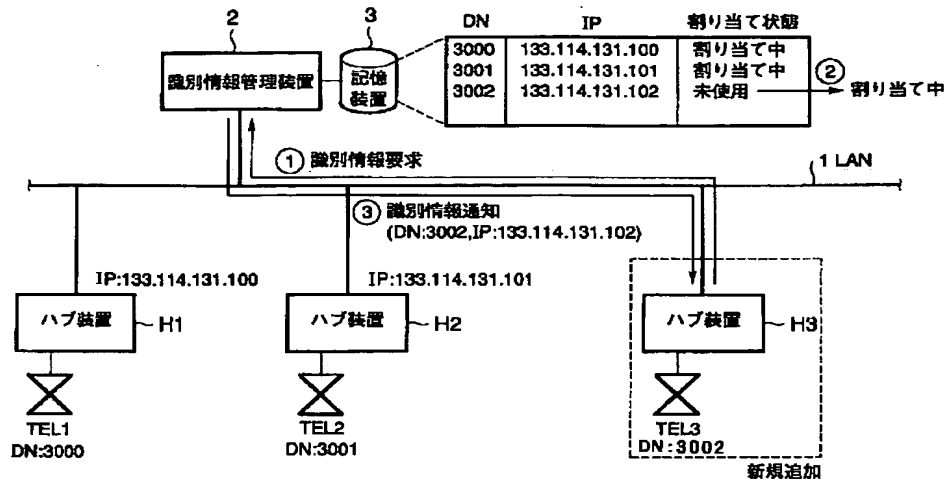 2
3
DN IP 割り当て状態
識別情報管理装置
記憶装置
3000 133.114.131.100 割り当て中
3001 133.114.131.101 割り当て中
3002 133.114.131.102 未使用
② 割り当て中
① 識別情報要求
1 LAN
③ 識別情報通知
(DN:3002,IP:133.114.131.102)
IP:133.114.131.100
IP:133.114.131.101
ハブ装置 H1
ハブ装置 H2
ハブ装置 H3
TEL1
DN:3000
TEL2
DN:3001
TEL3
DN:3002
新規追加